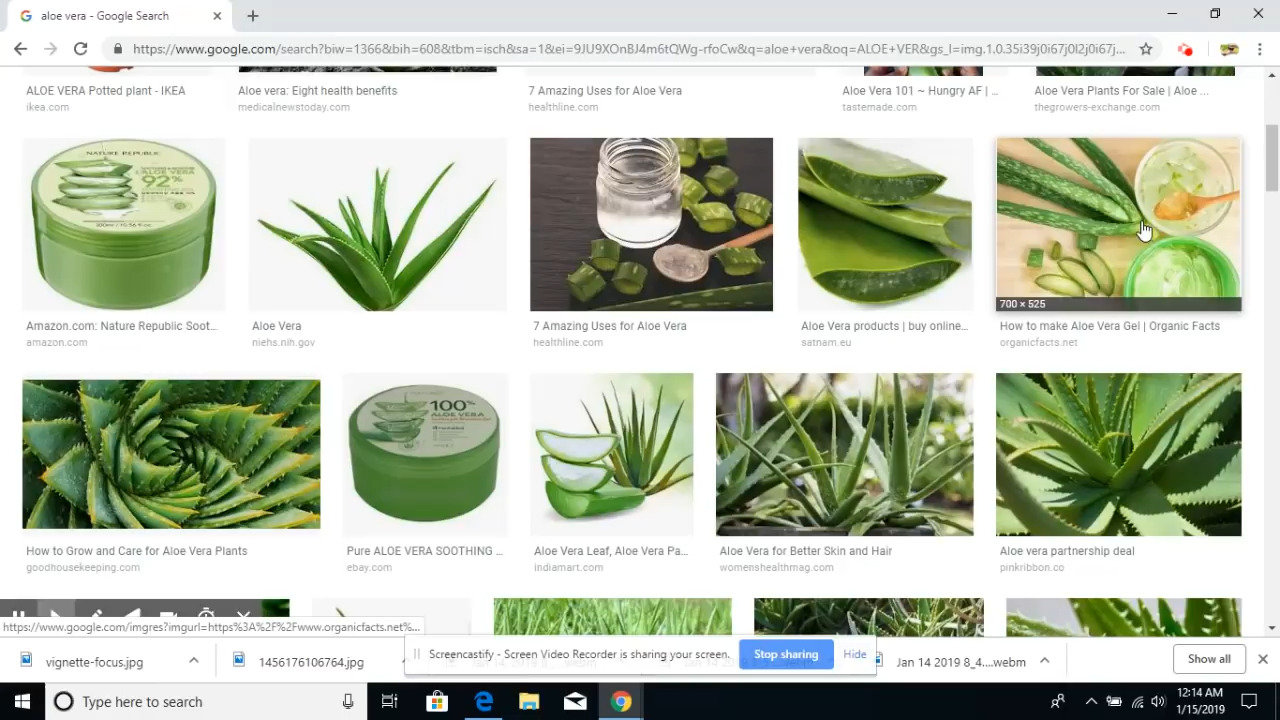 aloe vera - Google Search
https://www.google.com/search?biw=1366&bih=608&tbm=isch&sa=1&ei=9JU9XOnBJ4m6tQWg-rfoCw&q=aloe+vera&oq=ALOE+VER&gs_l=img.1.0.35i39j0i67j0l2j0i67j...
ALOE VERA Potted plant - IKEA
Aloe vera: Eight health benefits
7 Amazing Uses for Aloe Vera
Aloe Vera 101 ~ Hungry AF | ...
Aloe Vera Plants For Sale | Aloe ...
ikea.com
medicalnewstoday.com
healthline.com
tastemade.com
thegrowers-exchange.com
NATURE REPUBLIC
ALOE VERA
92%
700 × 525
Amazon.com: Nature Republic Soot...
Aloe Vera
7 Amazing Uses for Aloe Vera
Aloe Vera products | buy online...
How to make Aloe Vera Gel | Organic Facts
amazon.com
niehs.nih.gov
healthline.com
satnam.eu
organicfacts.net
100%
ALOE VERA
How to Grow and Care for Aloe Vera Plants
Pure ALOE VERA SOOTHING ...
Aloe Vera Leaf, Aloe Vera Pa...
Aloe Vera for Better Skin and Hair
Aloe vera partnership deal
goodhousekeeping.com
ebay.com
indiamart.com
womenshealthmag.com
pinkribbon.co
https://www.google.com/imgres?imgurl=https%3A%2F%2Fwww.organicfacts.net%...
vignette-focus.jpg
1456176106764.jpg
Screencastify - Screen Video Recorder is sharing your screen.
Stop sharing
Hide
Jan 14 2019 8_4....webm
Show all
Type here to search
12:14 AM
1/15/2019